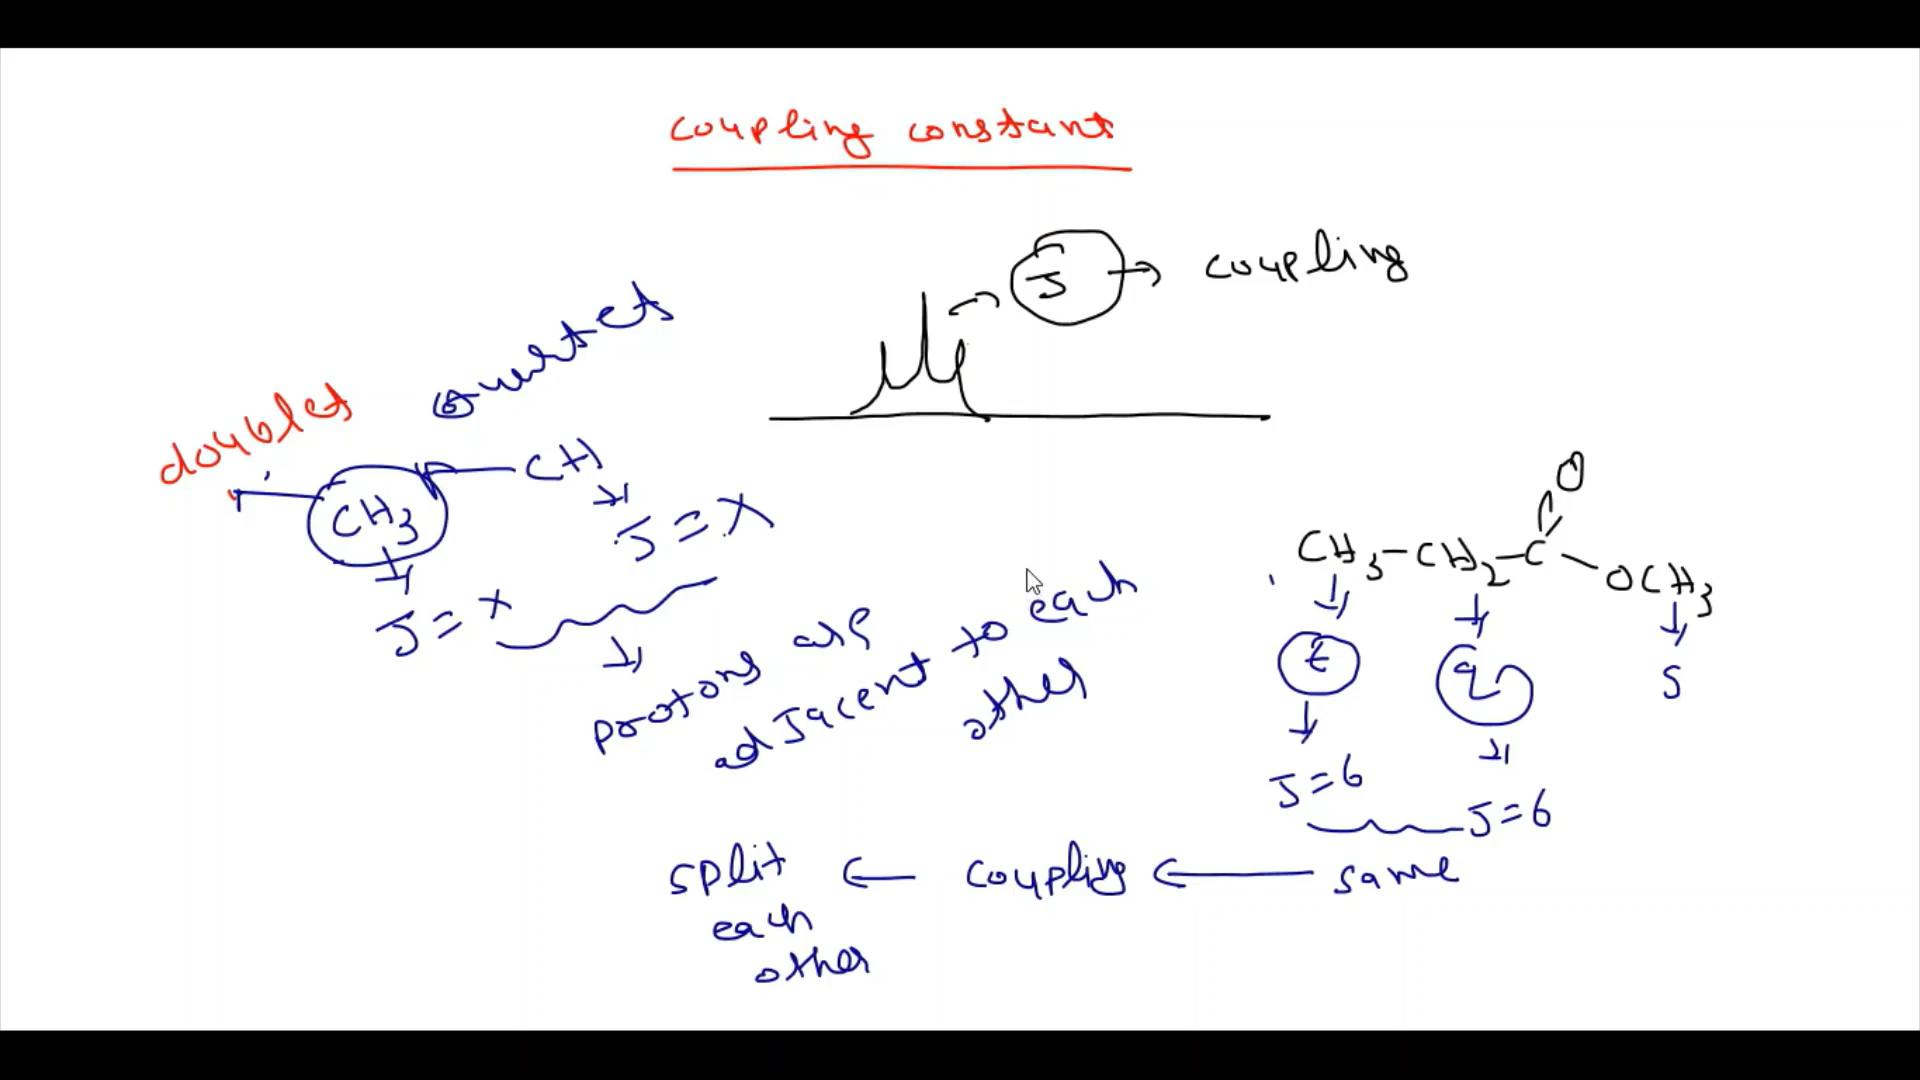 coupling constant
J → coupling
quartet
doublet
CH3 — CH
J = x
J = x
protons are
adjacent to each
other
O
CH3-CH2-C
OCH3
t
q
s
J=6
J=6
same
coupling
split
each
other